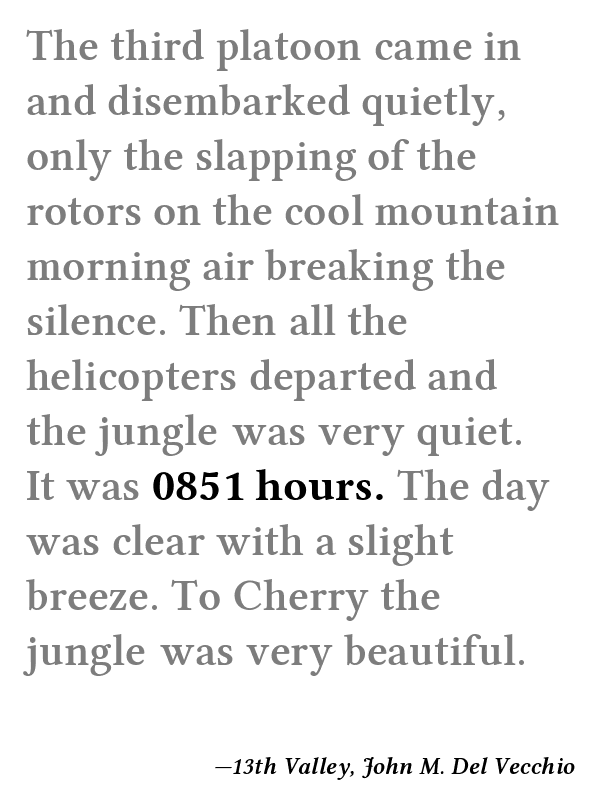 The third platoon came in
and disembarked quietly,
only the slapping of the
rotors on the cool mountain
morning air breaking the
silence. Then all the
helicopters departed and
the jungle was very quiet.
It was 0851 hours. The day
was clear with a slight
breeze. To Cherry the
jungle was very beautiful.
—13th Valley, John M. Del Vecchio